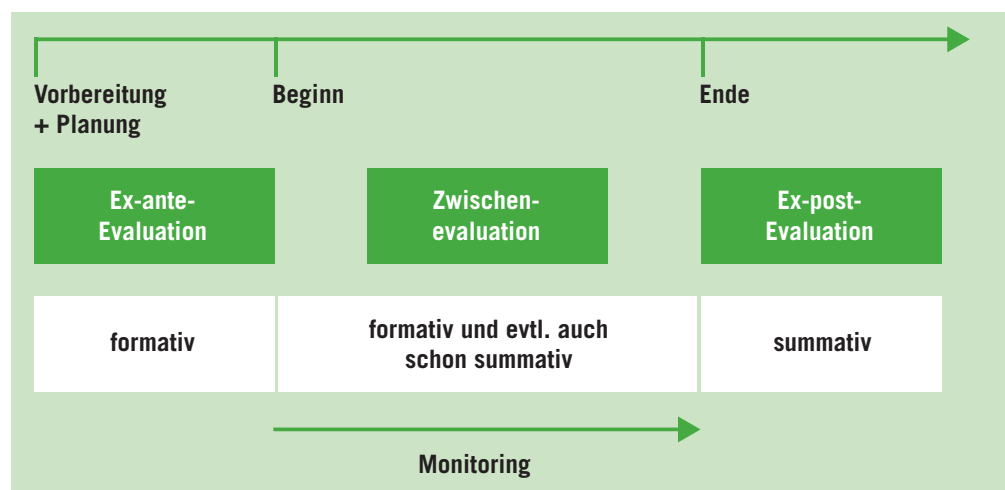 Vorbereitung
+ Planung
Beginn
Ende
Ex-ante-
Evaluation
Zwischen-
evaluation
Ex-post-
Evaluation
formativ
formativ und evtl. auch
schon summativ
summativ
Monitoring